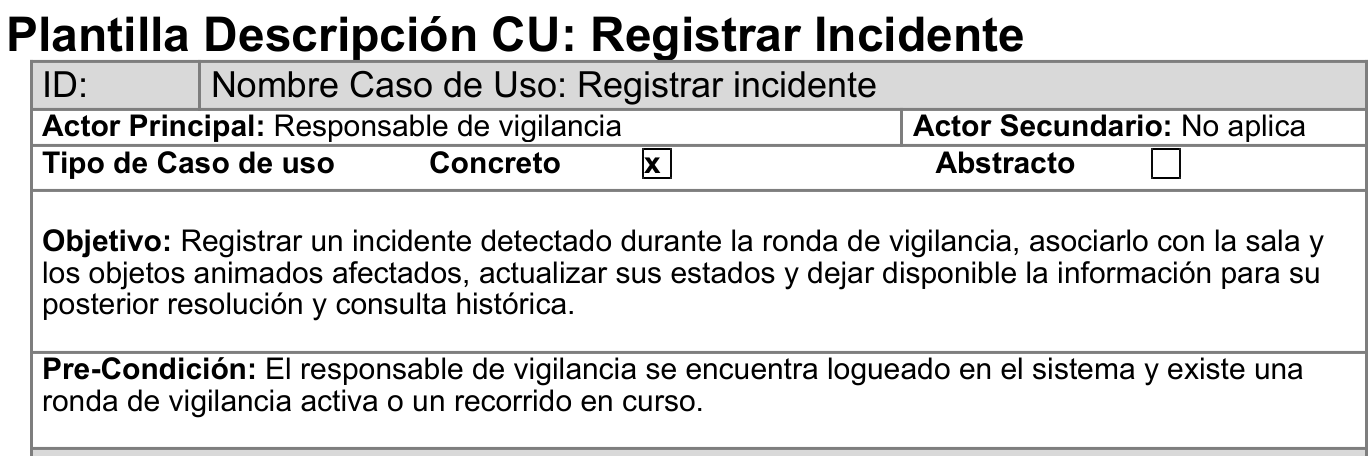 Plantilla Descripción CU: Registrar Incidente
ID: Nombre Caso de Uso: Registrar incidente
Actor Principal: Responsable de vigilancia Actor Secundario: No aplica
Tipo de Caso de uso Concreto x Abstracto
Objetivo: Registrar un incidente detectado durante la ronda de vigilancia, asociarlo con la sala y
los objetos animados afectados, actualizar sus estados y dejar disponible la información para su
posterior resolución y consulta histórica.
Pre-Condición: El responsable de vigilancia se encuentra logueado en el sistema y existe una
ronda de vigilancia activa o un recorrido en curso.